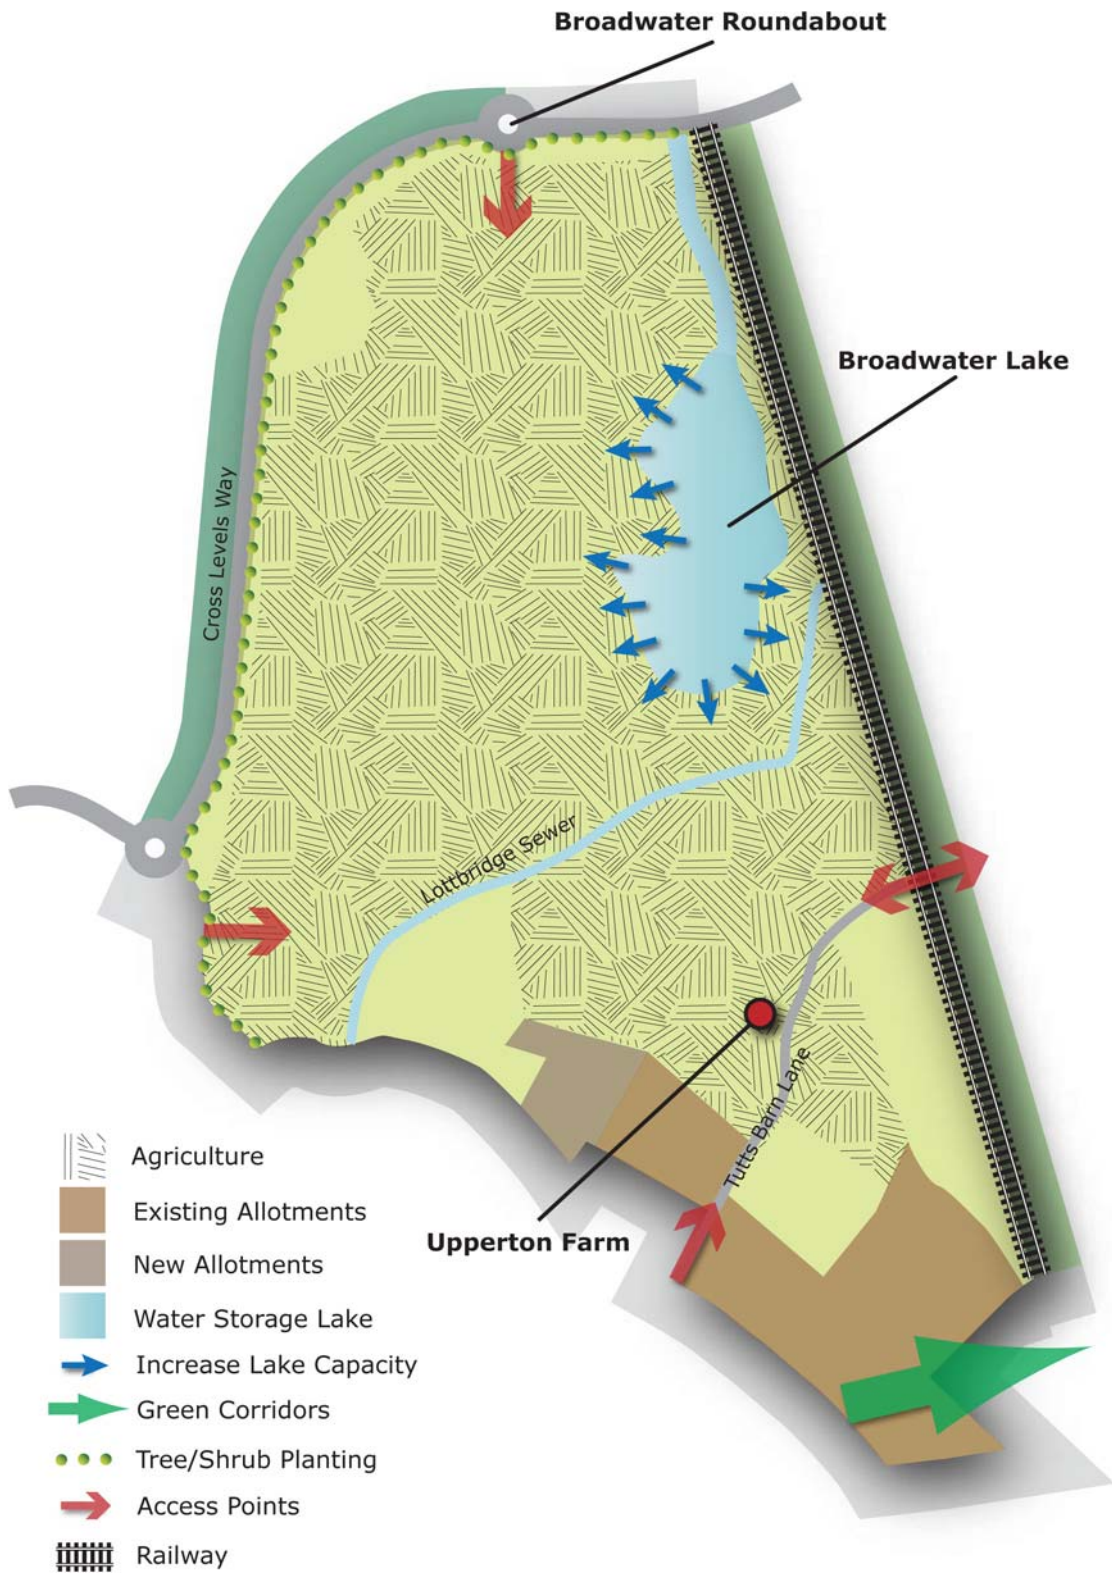 Broadwater Roundabout
Broadwater Lake
Cross Levels Way
Lottbridge Sewer
Tutts Barn Lane
Upperton Farm
Agriculture
Existing Allotments
New Allotments
Water Storage Lake
Increase Lake Capacity
Green Corridors
Tree/Shrub Planting
Access Points
Railway